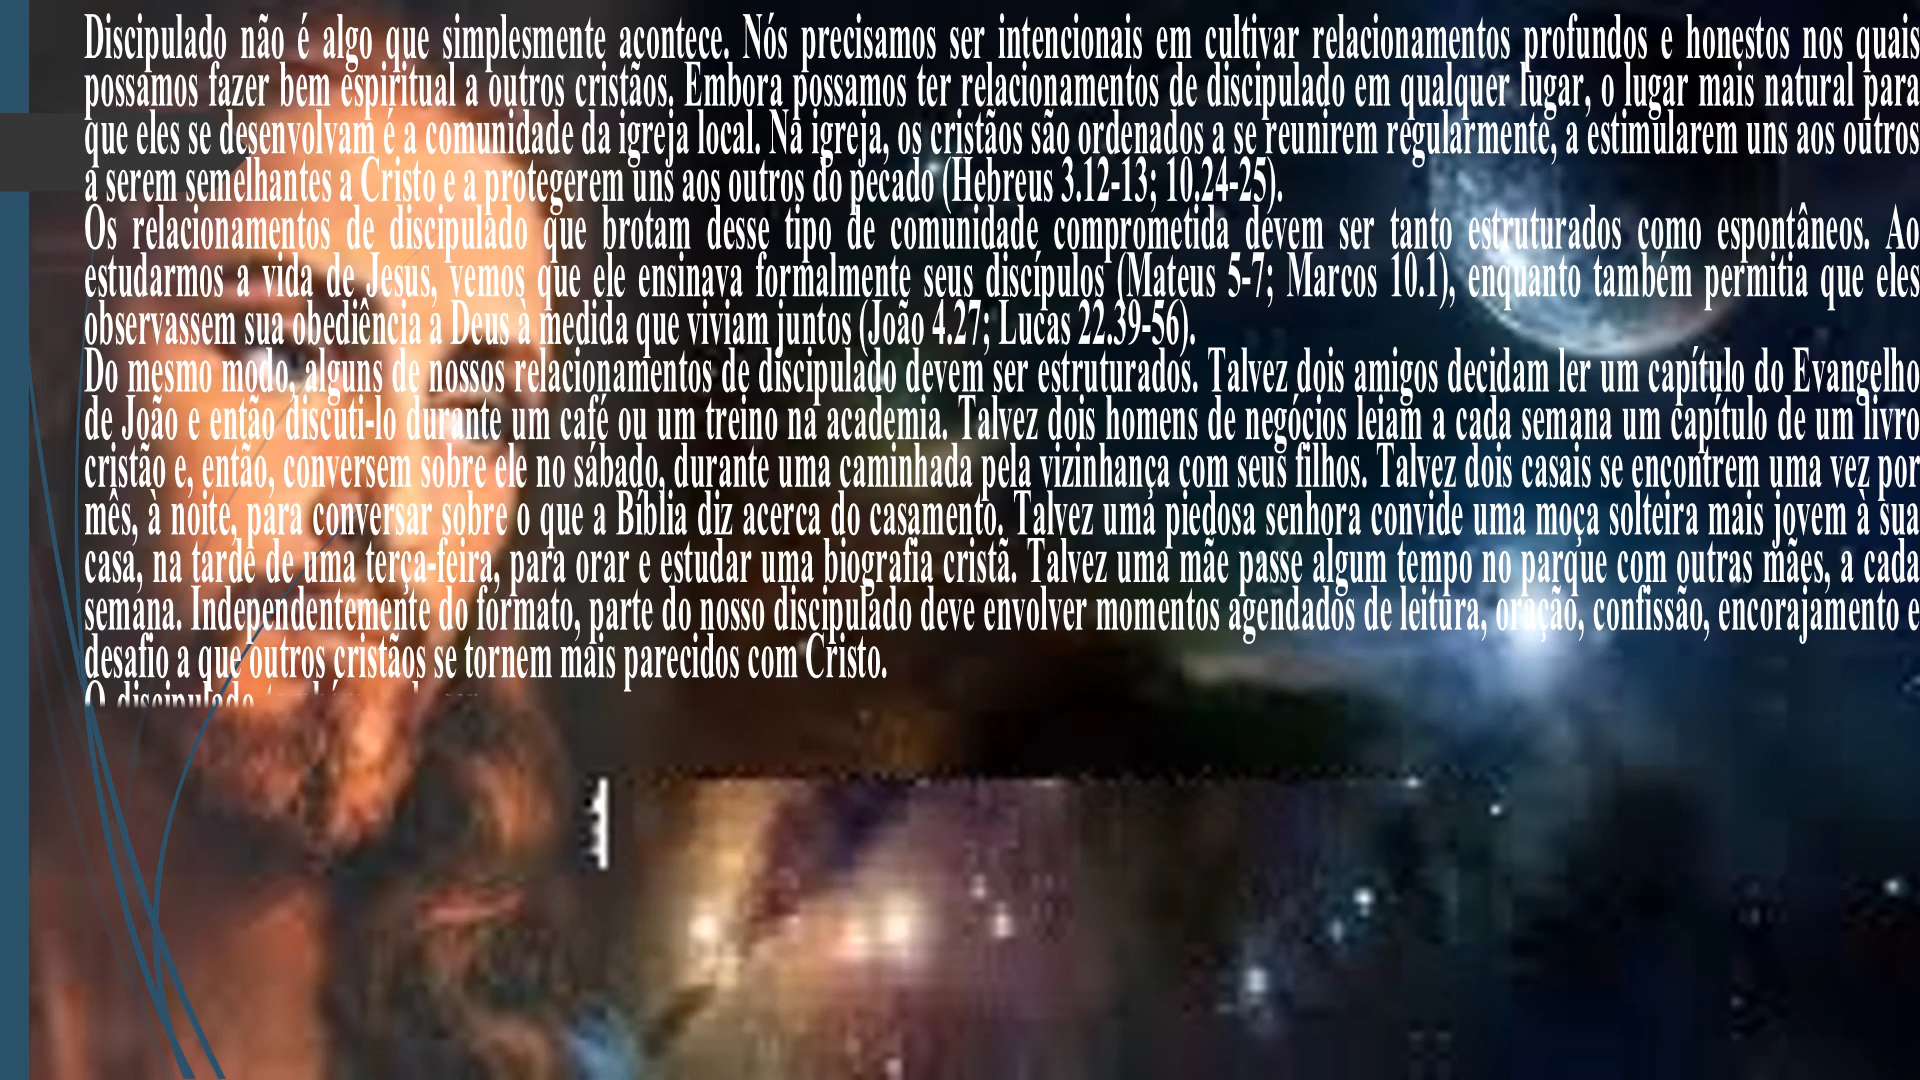 Discipulado não é algo que simplesmente acontece. Nós precisamos ser intencionais em cultivar relacionamentos profundos e honestos nos quais
possamos fazer bem espiritual a outros cristãos. Embora possamos ter relacionamentos de discipulado em qualquer lugar, o lugar mais natural para
que eles se desenvolvam é a comunidade da igreja local. Na igreja, os cristãos são ordenados a se reunirem regularmente, a estimularem uns aos outros
a serem semelhantes a Cristo e a protegerem uns aos outros do pecado (Hebreus 3.12-13; 10.24-25).
Os relacionamentos de discipulado que brotam desse tipo de comunidade comprometida devem ser tanto estruturados como espontâneos. Ao
estudarmos a vida de Jesus, vemos que ele ensinava formalmente seus discípulos (Mateus 5-7; Marcos 10.1), enquanto também permitia que eles
observassem sua obediência a Deus à medida que viviam juntos (João 4.27; Lucas 22.39-56).
Do mesmo modo, alguns de nossos relacionamentos de discipulado devem ser estruturados. Talvez dois amigos decidam ler um capítulo do Evangelho
de João e então discuti-lo durante um café ou um treino na academia. Talvez dois homens de negócios leiam a cada semana um capítulo de um livro
cristão e, então, conversem sobre ele no sábado, durante uma caminhada pela vizinhança com seus filhos. Talvez dois casais se encontrem uma vez por
mês, à noite, para conversar sobre o que a Bíblia diz acerca do casamento. Talvez uma piedosa senhora convide uma moça solteira mais jovem à sua
casa, na tarde de uma terça-feira, para orar e estudar uma biografia cristã. Talvez uma mãe passe algum tempo no parque com outras mães, a cada
semana. Independentemente do formato, parte do nosso discipulado deve envolver momentos agendados de leitura, oração, confissão, encorajamento e
desafio a que outros cristãos se tornem mais parecidos com Cristo.
O discipulado